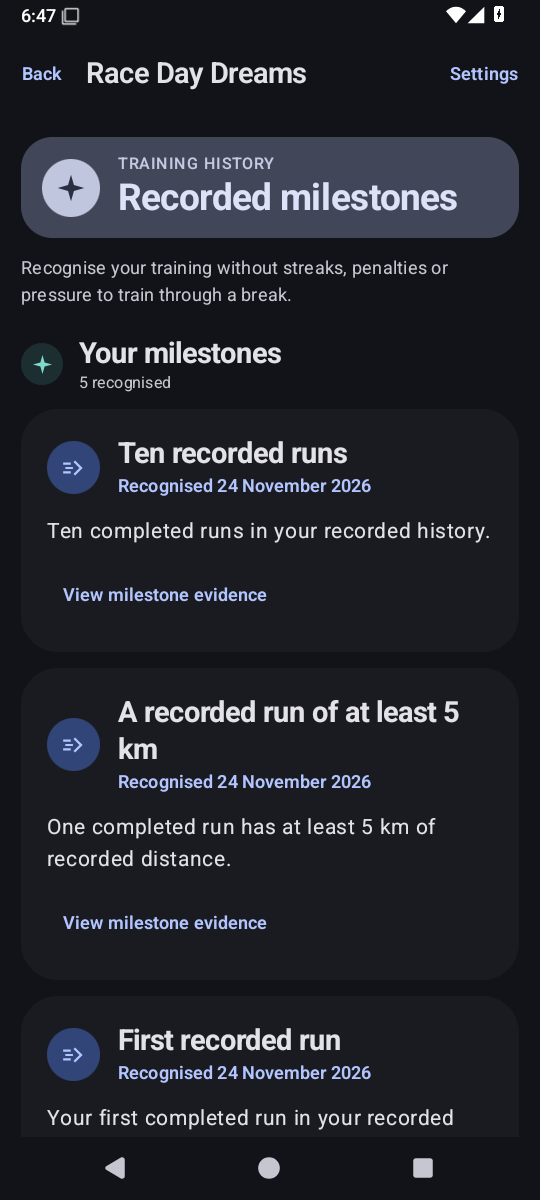 6:47
Back
Race Day Dreams
Settings
TRAINING HISTORY
Recorded milestones
Recognise your training without streaks, penalties or
pressure to train through a break.
Your milestones
5 recognised
Ten recorded runs
Recognised 24 November 2026
Ten completed runs in your recorded history.
View milestone evidence
A recorded run of at least 5
km
Recognised 24 November 2026
One completed run has at least 5 km of
recorded distance.
View milestone evidence
First recorded run
Recognised 24 November 2026
Your first completed run in your recorded